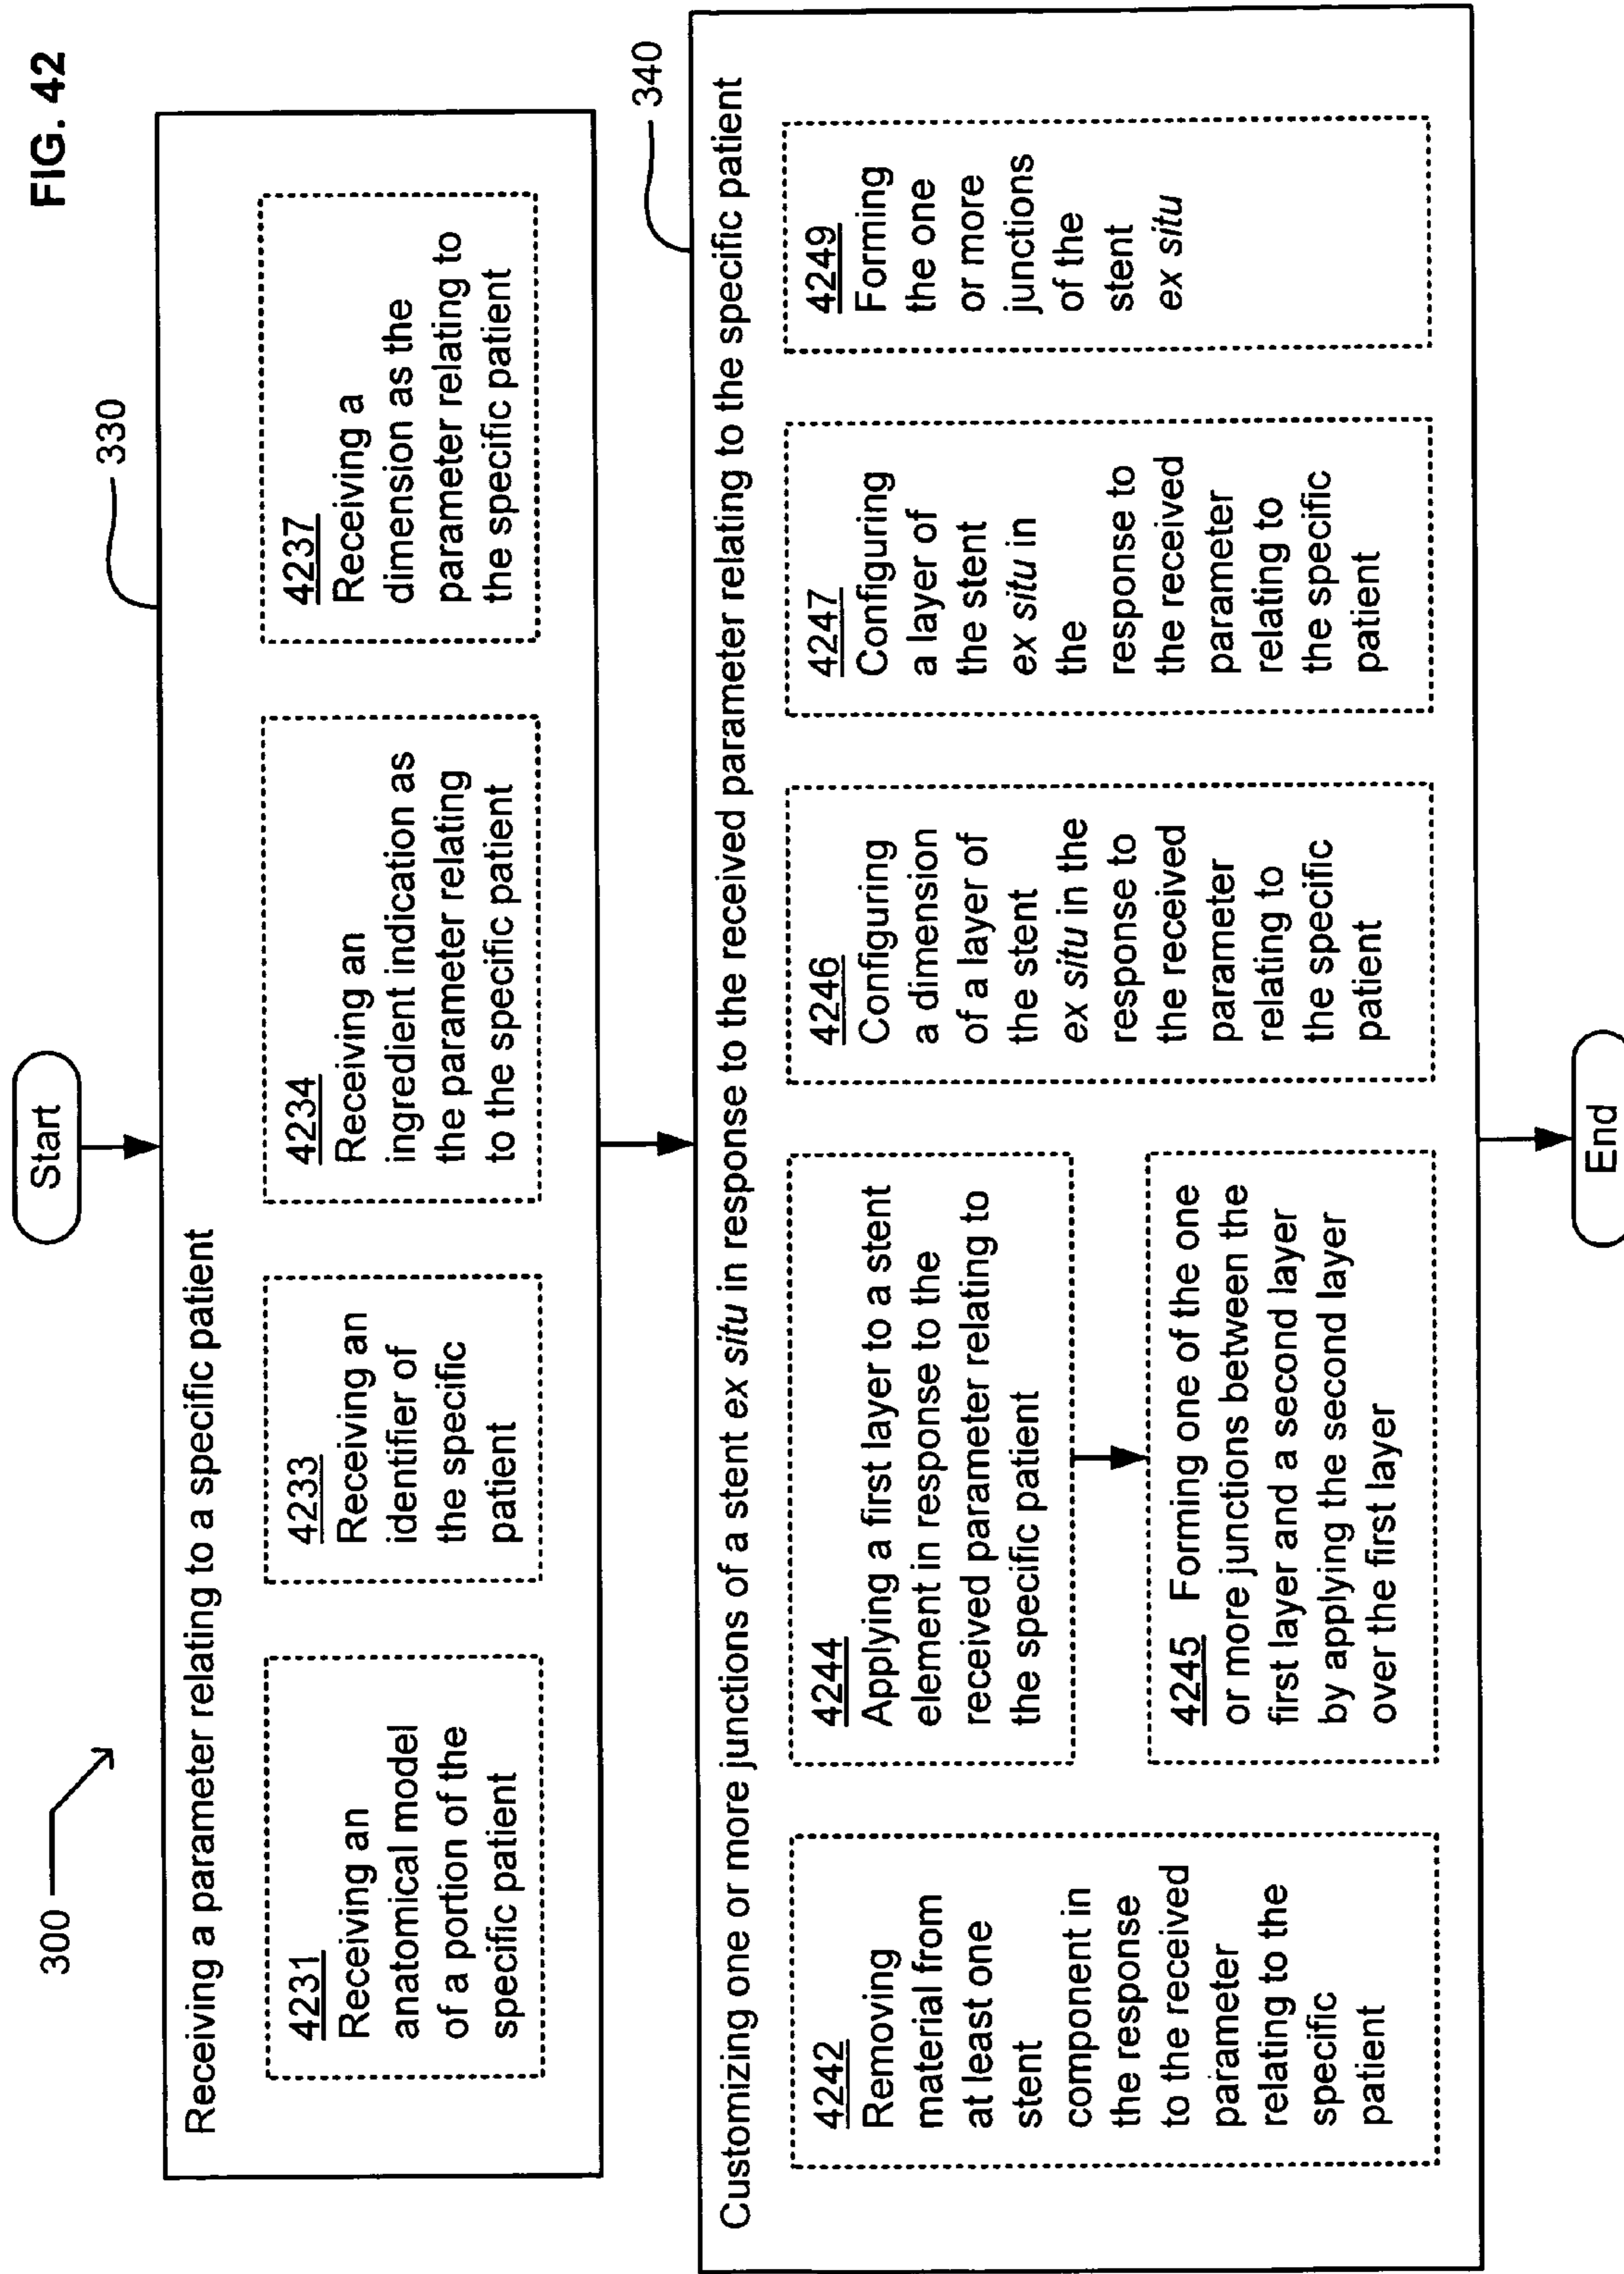 FIG. 42
300
Start
330
Receiving a parameter relating to a specific patient
4231
Receiving an
anatomical model
of a portion of the
specific patient
4233
Receiving an
identifier of
the specific
patient
4234
Receiving an
ingredient indication as
the parameter relating
to the specific patient
4237
Receiving a
dimension as the
parameter relating to
the specific patient
340
Customizing one or more junctions of a stent ex situ in response to the received parameter relating to the specific patient
4242
Removing
material from
at least one
stent
component in
the response
to the received
parameter
relating to the
specific
patient
4244
Applying a first layer to a stent
element in response to the
received parameter relating to
the specific patient
4245 Forming one of the one
or more junctions between the
first layer and a second layer
by applying the second layer
over the first layer
4246
Configuring
a dimension
of a layer of
the stent
ex situ in the
response to
the received
parameter
relating to
the specific
patient
4247
Configuring
a layer of
the stent
ex situ in
the
response to
the received
parameter
relating to
the specific
patient
4249
Forming
the one
or more
junctions
of the
stent
ex situ
End